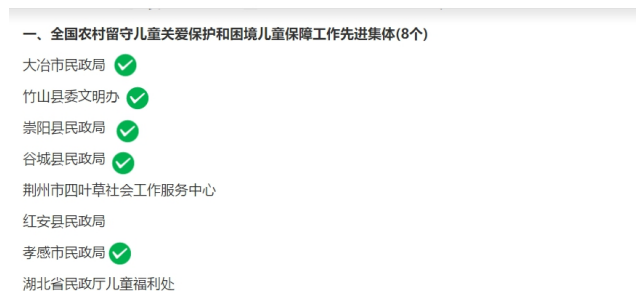 一、全国农村留守儿童关爱保护和困境儿童保障工作先进集体(8个)
大冶市民政局
竹山县委文明办
崇阳县民政局
谷城县民政局
荆州市四叶草社会工作服务中心
红安县民政局
孝感市民政局
湖北省民政厅儿童福利处